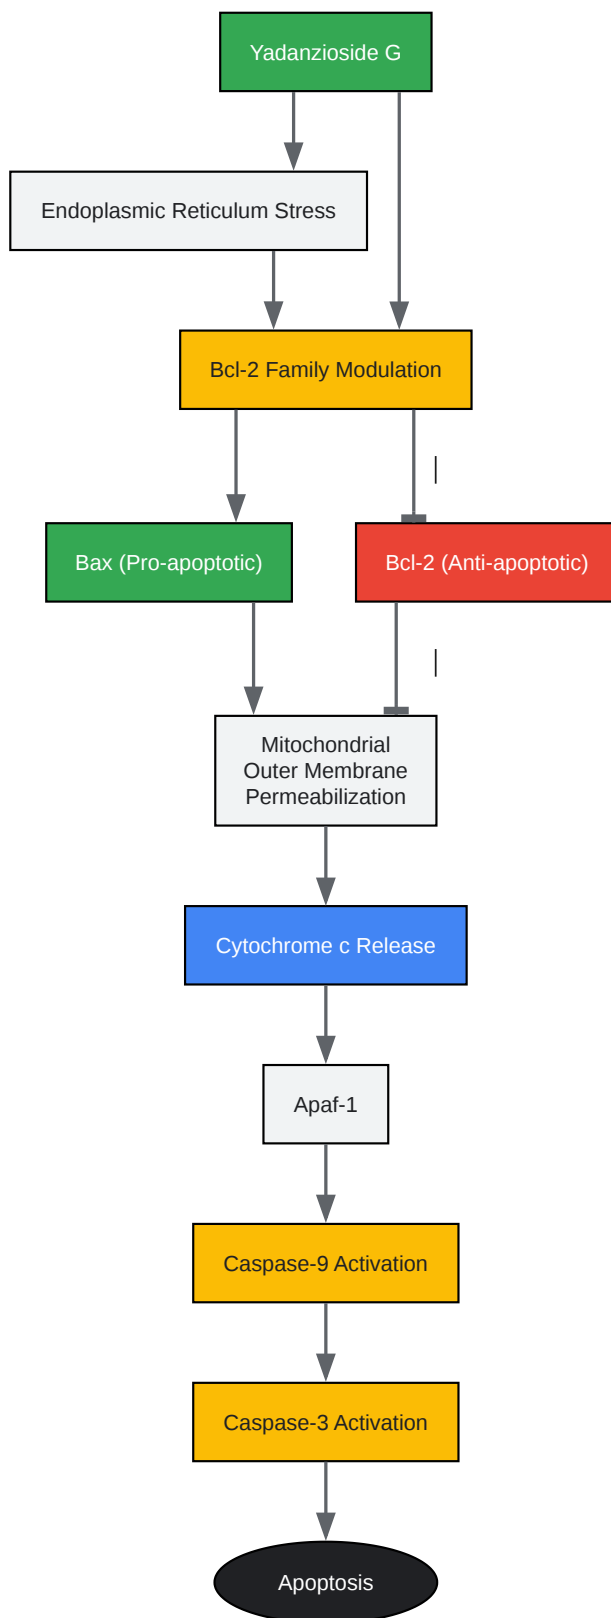 Yadanzioside G
Endoplasmic Reticulum Stress
Bcl-2 Family Modulation
|
Bax (Pro-apoptotic)
Bcl-2 (Anti-apoptotic)
|
Mitochondrial
Outer Membrane
Permeabilization
Cytochrome c Release
Apaf-1
Caspase-9 Activation
Caspase-3 Activation
Apoptosis